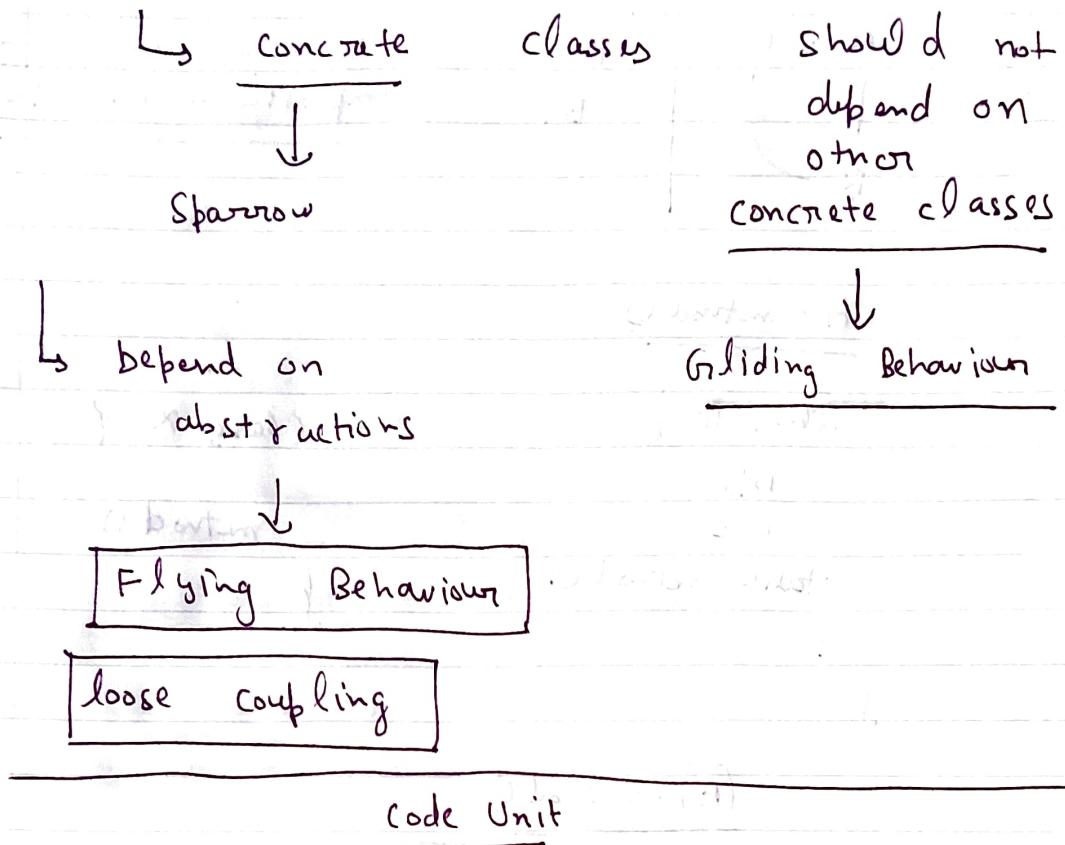 ↳ concrete classes should not
depend on
other
concrete classes
↓
Sparrow
↓
Gliding Behaviour
↳ Depend on
abstractions
↓
Flying Behaviour
loose coupling
Code Unit